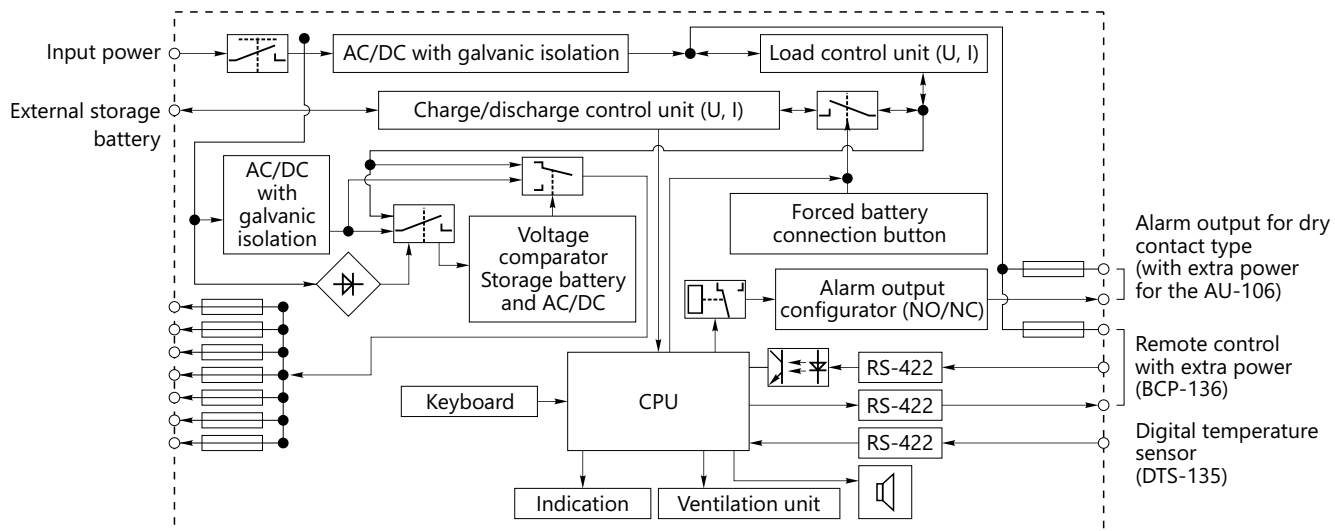 Input power
AC/DC with galvanic isolation
Load control unit (U, I)
External storage
battery
Charge/discharge control unit (U, I)
AC/DC
with
galvanic
isolation
Voltage
comparator
Storage battery
and AC/DC
Forced battery
connection button
Alarm output
configurator (NO/NC)
Alarm output for dry
contact type
(with extra power
for the AU-106)
CPU
Keyboard
RS-422
RS-422
RS-422
Remote control
with extra power
(BCP-136)
Digital temperature
sensor
(DTS-135)
Indication
Ventilation unit